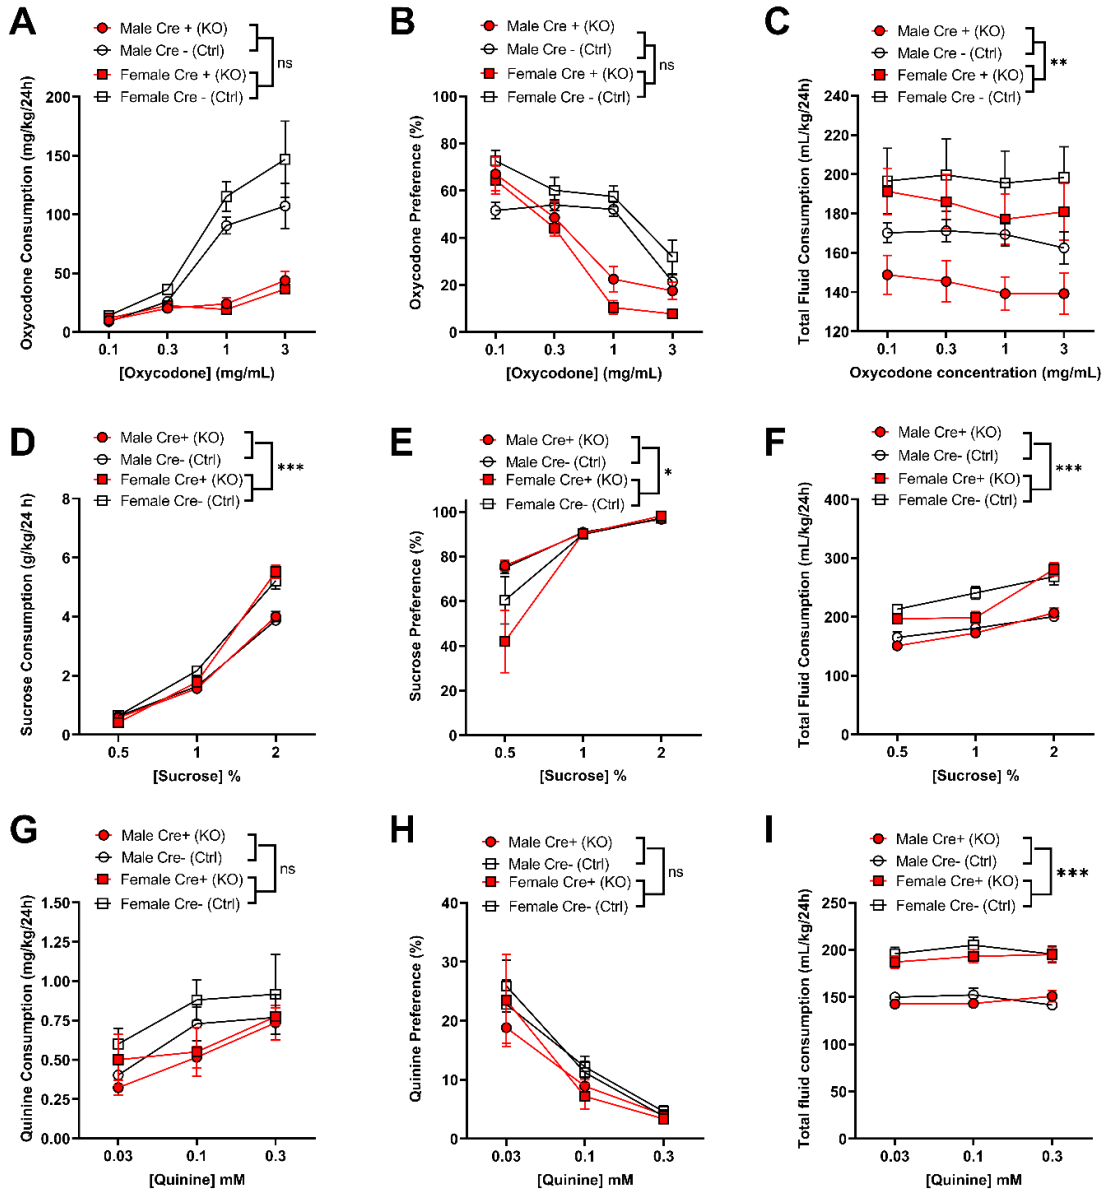 A
Male Cre + (KO)
Male Cre - (Ctrl)
Female Cre + (KO)
Female Cre - (Ctrl)
ns
Oxycodone Consumption (mg/kg/24h)
200
150
100
50
0
0.1 0.3 1 3
[Oxycodone] (mg/mL)
B
Male Cre + (KO)
Male Cre - (Ctrl)
Female Cre + (KO)
Female Cre - (Ctrl)
ns
Oxycodone Preference (%)
100
80
60
40
20
0
0.1 0.3 1 3
[Oxycodone] (mg/mL)
C
Male Cre + (KO)
Male Cre - (Ctrl)
Female Cre + (KO)
Female Cre - (Ctrl)
**
Total Fluid Consumption (mL/kg/24h)
240
220
200
180
160
140
120
0.1 0.3 1 3
Oxycodone concentration (mg/mL)
D
Male Cre+ (KO)
Male Cre- (Ctrl)
Female Cre+ (KO)
Female Cre- (Ctrl)
***
Sucrose Consumption (g/kg/24 h)
8
6
4
2
0
0.5 1 2
[Sucrose] %
E
Male Cre+ (KO)
Male Cre- (Ctrl)
Female Cre+ (KO)
Female Cre- (Ctrl)
*
Sucrose Preference (%)
100
80
60
40
20
0
0.5 1 2
[Sucrose] %
F
Male Cre+ (KO)
Male Cre- (Ctrl)
Female Cre+ (KO)
Female Cre- (Ctrl)
***
Total Fluid Consumption (mL/kg/24h)
400
300
200
100
0
0.5 1 2
[Sucrose] %
G
Male Cre+ (KO)
Male Cre- (Ctrl)
Female Cre+ (KO)
Female Cre- (Ctrl)
ns
Quinine Consumption (mg/kg/24h)
1.50
1.25
1.00
0.75
0.50
0.25
0.00
0.03 0.1 0.3
[Quinine] mM
H
Male Cre+ (KO)
Male Cre- (Ctrl)
Female Cre+ (KO)
Female Cre- (Ctrl)
ns
Quinine Preference (%)
40
30
20
10
0
0.03 0.1 0.3
[Quinine] mM
I
Male Cre+ (KO)
Male Cre- (Ctrl)
Female Cre+ (KO)
Female Cre- (Ctrl)
***
Total fluid consumption (mL/kg/24h)
250
200
150
100
50
0
0.03 0.1 0.3
[Quinine] mM